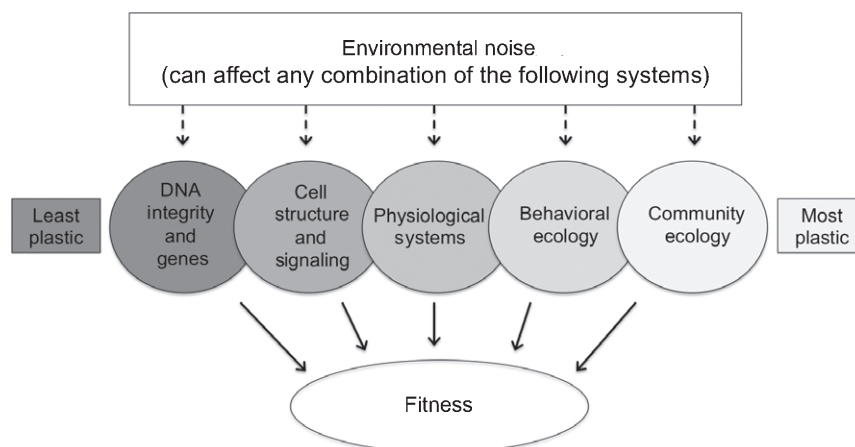 Environmental noise
(can affect any combination of the following systems)
Least
plastic
DNA
integrity
and
genes
Cell
structure
and
signaling
Physiological
systems
Behavioral
ecology
Community
ecology
Most
plastic
Fitness